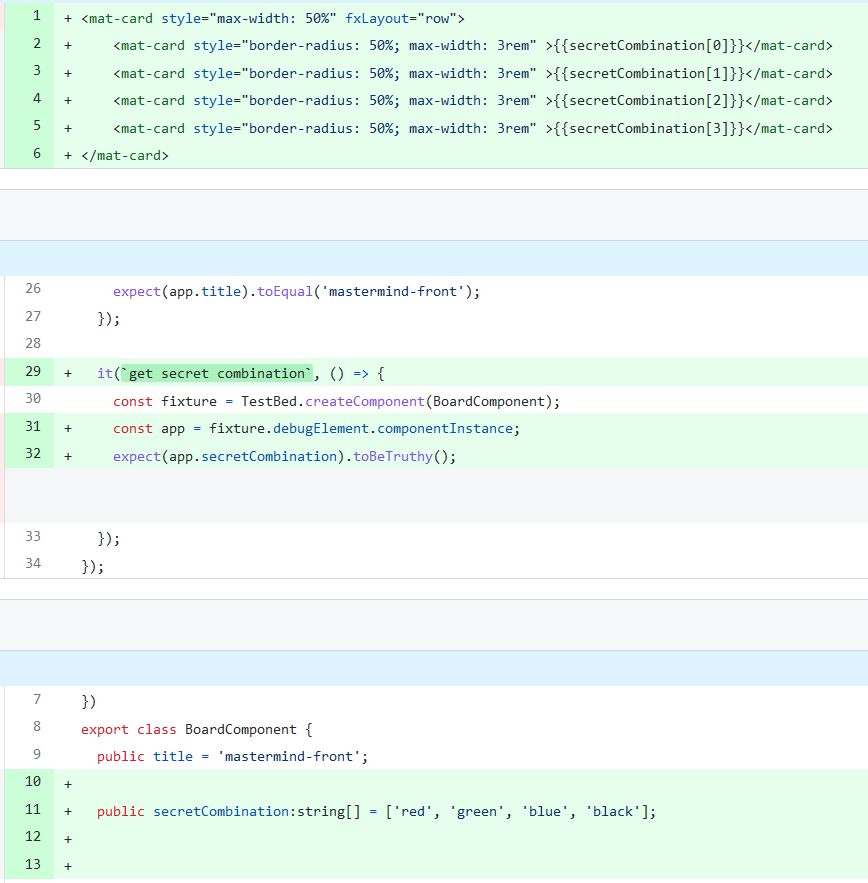 1 + <mat-card style="max-width: 50%" fxLayout="row">
2 + <mat-card style="border-radius: 50%; max-width: 3rem" >{{secretCombination[0]}}</mat-card>
3 + <mat-card style="border-radius: 50%; max-width: 3rem" >{{secretCombination[1]}}</mat-card>
4 + <mat-card style="border-radius: 50%; max-width: 3rem" >{{secretCombination[2]}}</mat-card>
5 + <mat-card style="border-radius: 50%; max-width: 3rem" >{{secretCombination[3]}}</mat-card>
6 + </mat-card>
26 expect(app.title).toEqual('mastermind-front');
27 });
28
29 + it(`get secret combination`, () => {
30 const fixture = TestBed.createComponent(BoardComponent);
31 + const app = fixture.debugElement.componentInstance;
32 + expect(app.secretCombination).toBeTruthy();
33 });
34 });
7 })
8 export class BoardComponent {
9 public title = 'mastermind-front';
10 +
11 + public secretCombination:string[] = ['red', 'green', 'blue', 'black'];
12 +
13 +